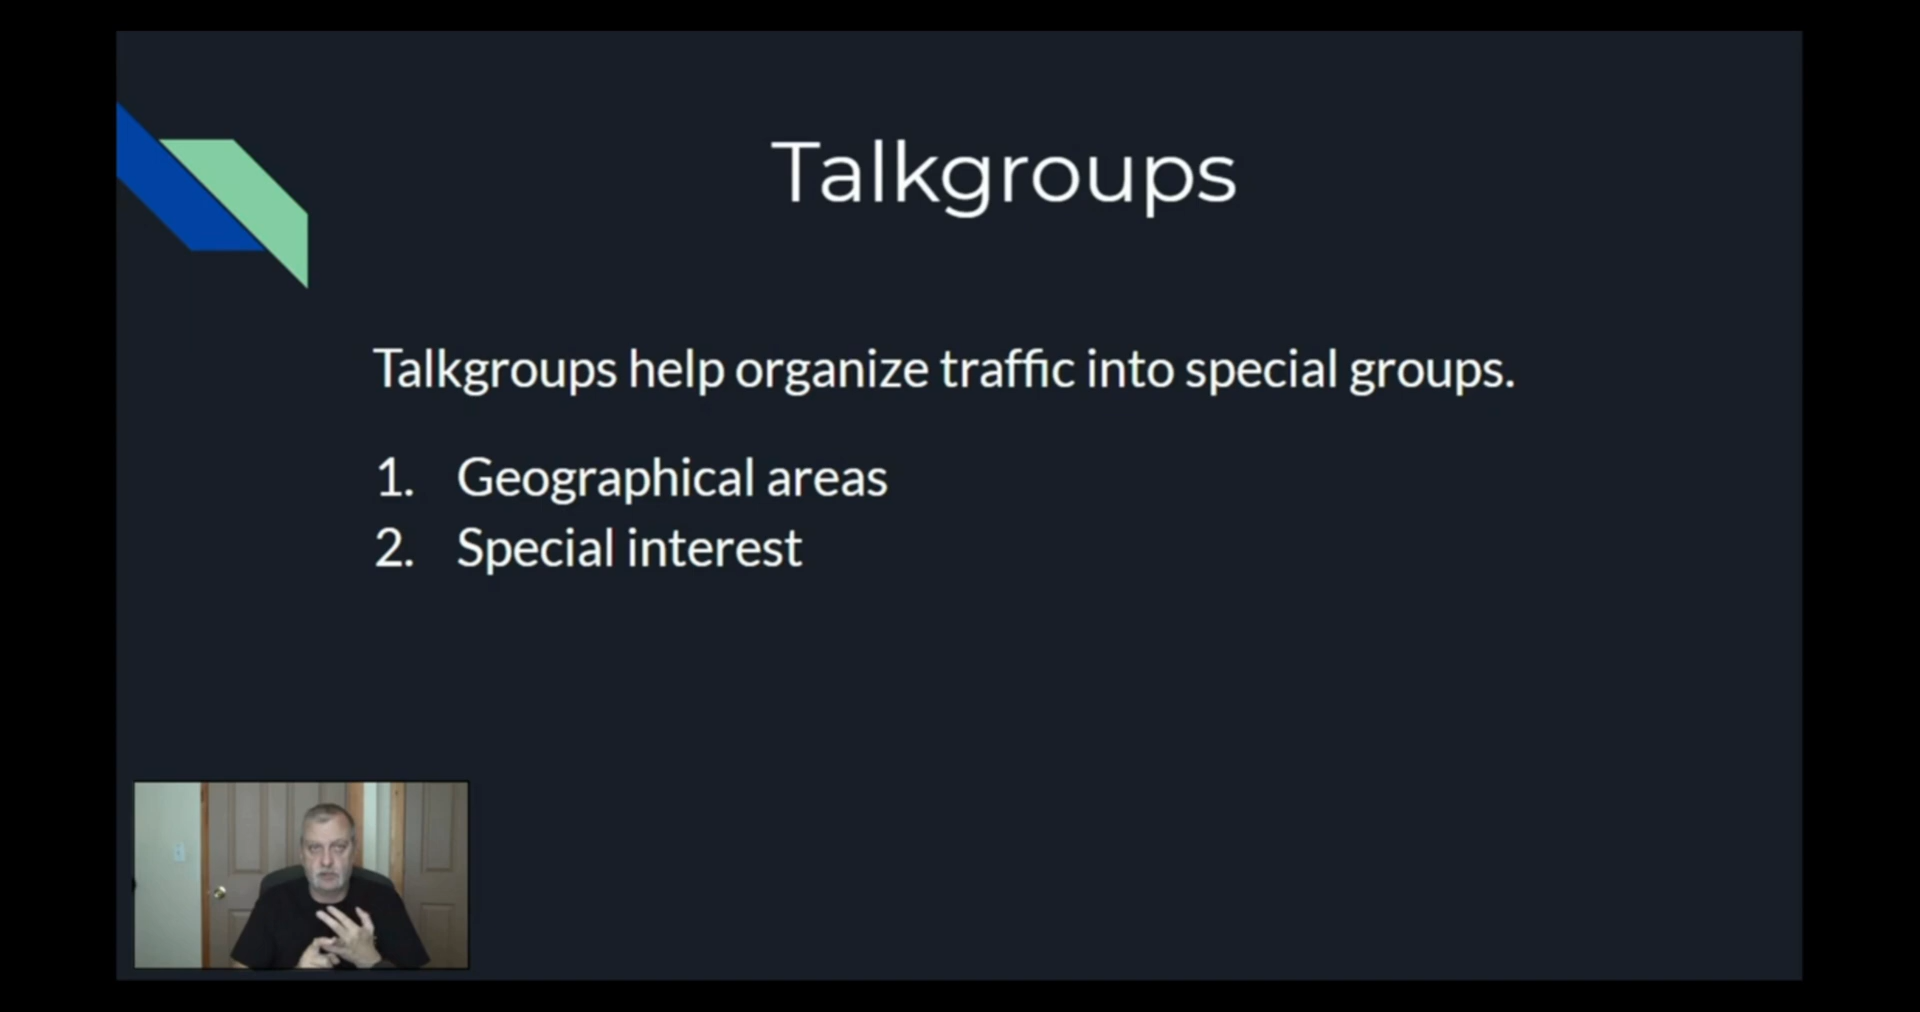 Talkgroups
Talkgroups help organize traffic into special groups.
1. Geographical areas
2. Special interest